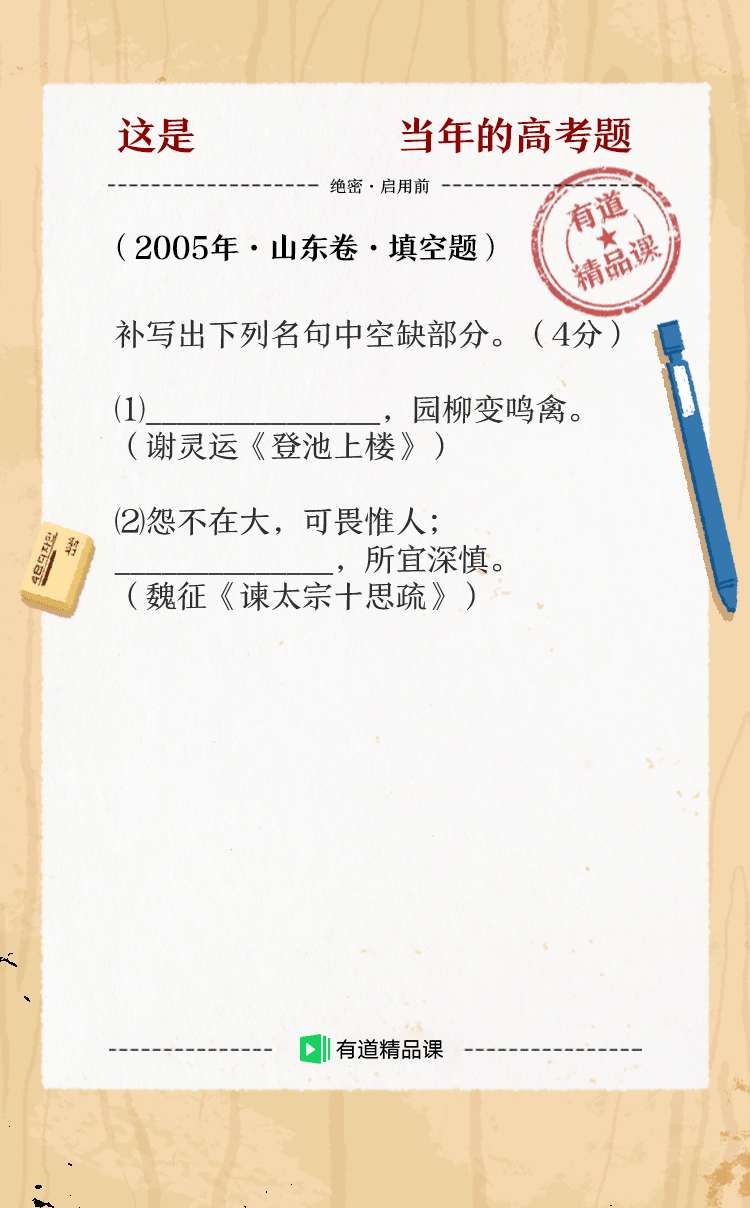 这是 当年的高考题
绝密·启用前
有道
精品课
（2005年·山东卷·填空题）
补写出下列名句中空缺部分。（4分）
⑴_______________，园柳变鸣禽。
（谢灵运《登池上楼》）
⑵怨不在大，可畏惟人；
______________，所宜深慎。
（魏征《谏太宗十思疏》）
有道精品课